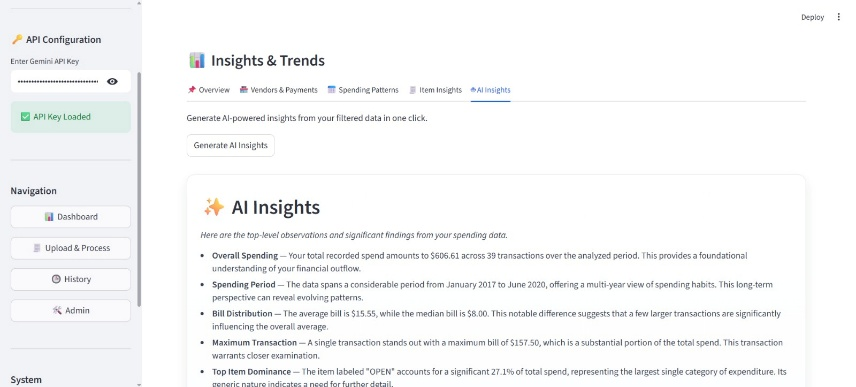 Deploy
🔑 API Configuration
Enter Gemini API Key
••••••••••••••••••••••••••••
✅ API Key Loaded
Navigation
📊 Dashboard
🧾 Upload & Process
🕒 History
🛠️ Admin
System
📊 Insights & Trends
📌 Overview
🏪 Vendors & Payments
📅 Spending Patterns
🧾 Item Insights
AI Insights
Generate AI-powered insights from your filtered data in one click.
Generate AI Insights
✨ AI Insights
Here are the top-level observations and significant findings from your spending data.
• Overall Spending — Your total recorded spend amounts to $606.61 across 39 transactions over the analyzed period. This provides a foundational
understanding of your financial outflow.
• Spending Period — The data spans a considerable period from January 2017 to June 2020, offering a multi-year view of spending habits. This long-term
perspective can reveal evolving patterns.
• Bill Distribution — The average bill is $15.55, while the median bill is $8.00. This notable difference suggests that a few larger transactions are significantly
influencing the overall average.
• Maximum Transaction — A single transaction stands out with a maximum bill of $157.50, which is a substantial portion of the total spend. This transaction
warrants closer examination.
• Top Item Dominance — The item labeled "OPEN" accounts for a significant 27.1% of total spend, representing the largest single category of expenditure. Its
generic nature indicates a need for further detail.